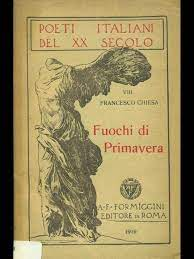 POETI ITALIANI
DEL XX SECOLO
VIII
FRANCESCO CHIESA
Fuochi di
Primavera
A. F. FORMIGGINI
EDITORE IN ROMA
1919